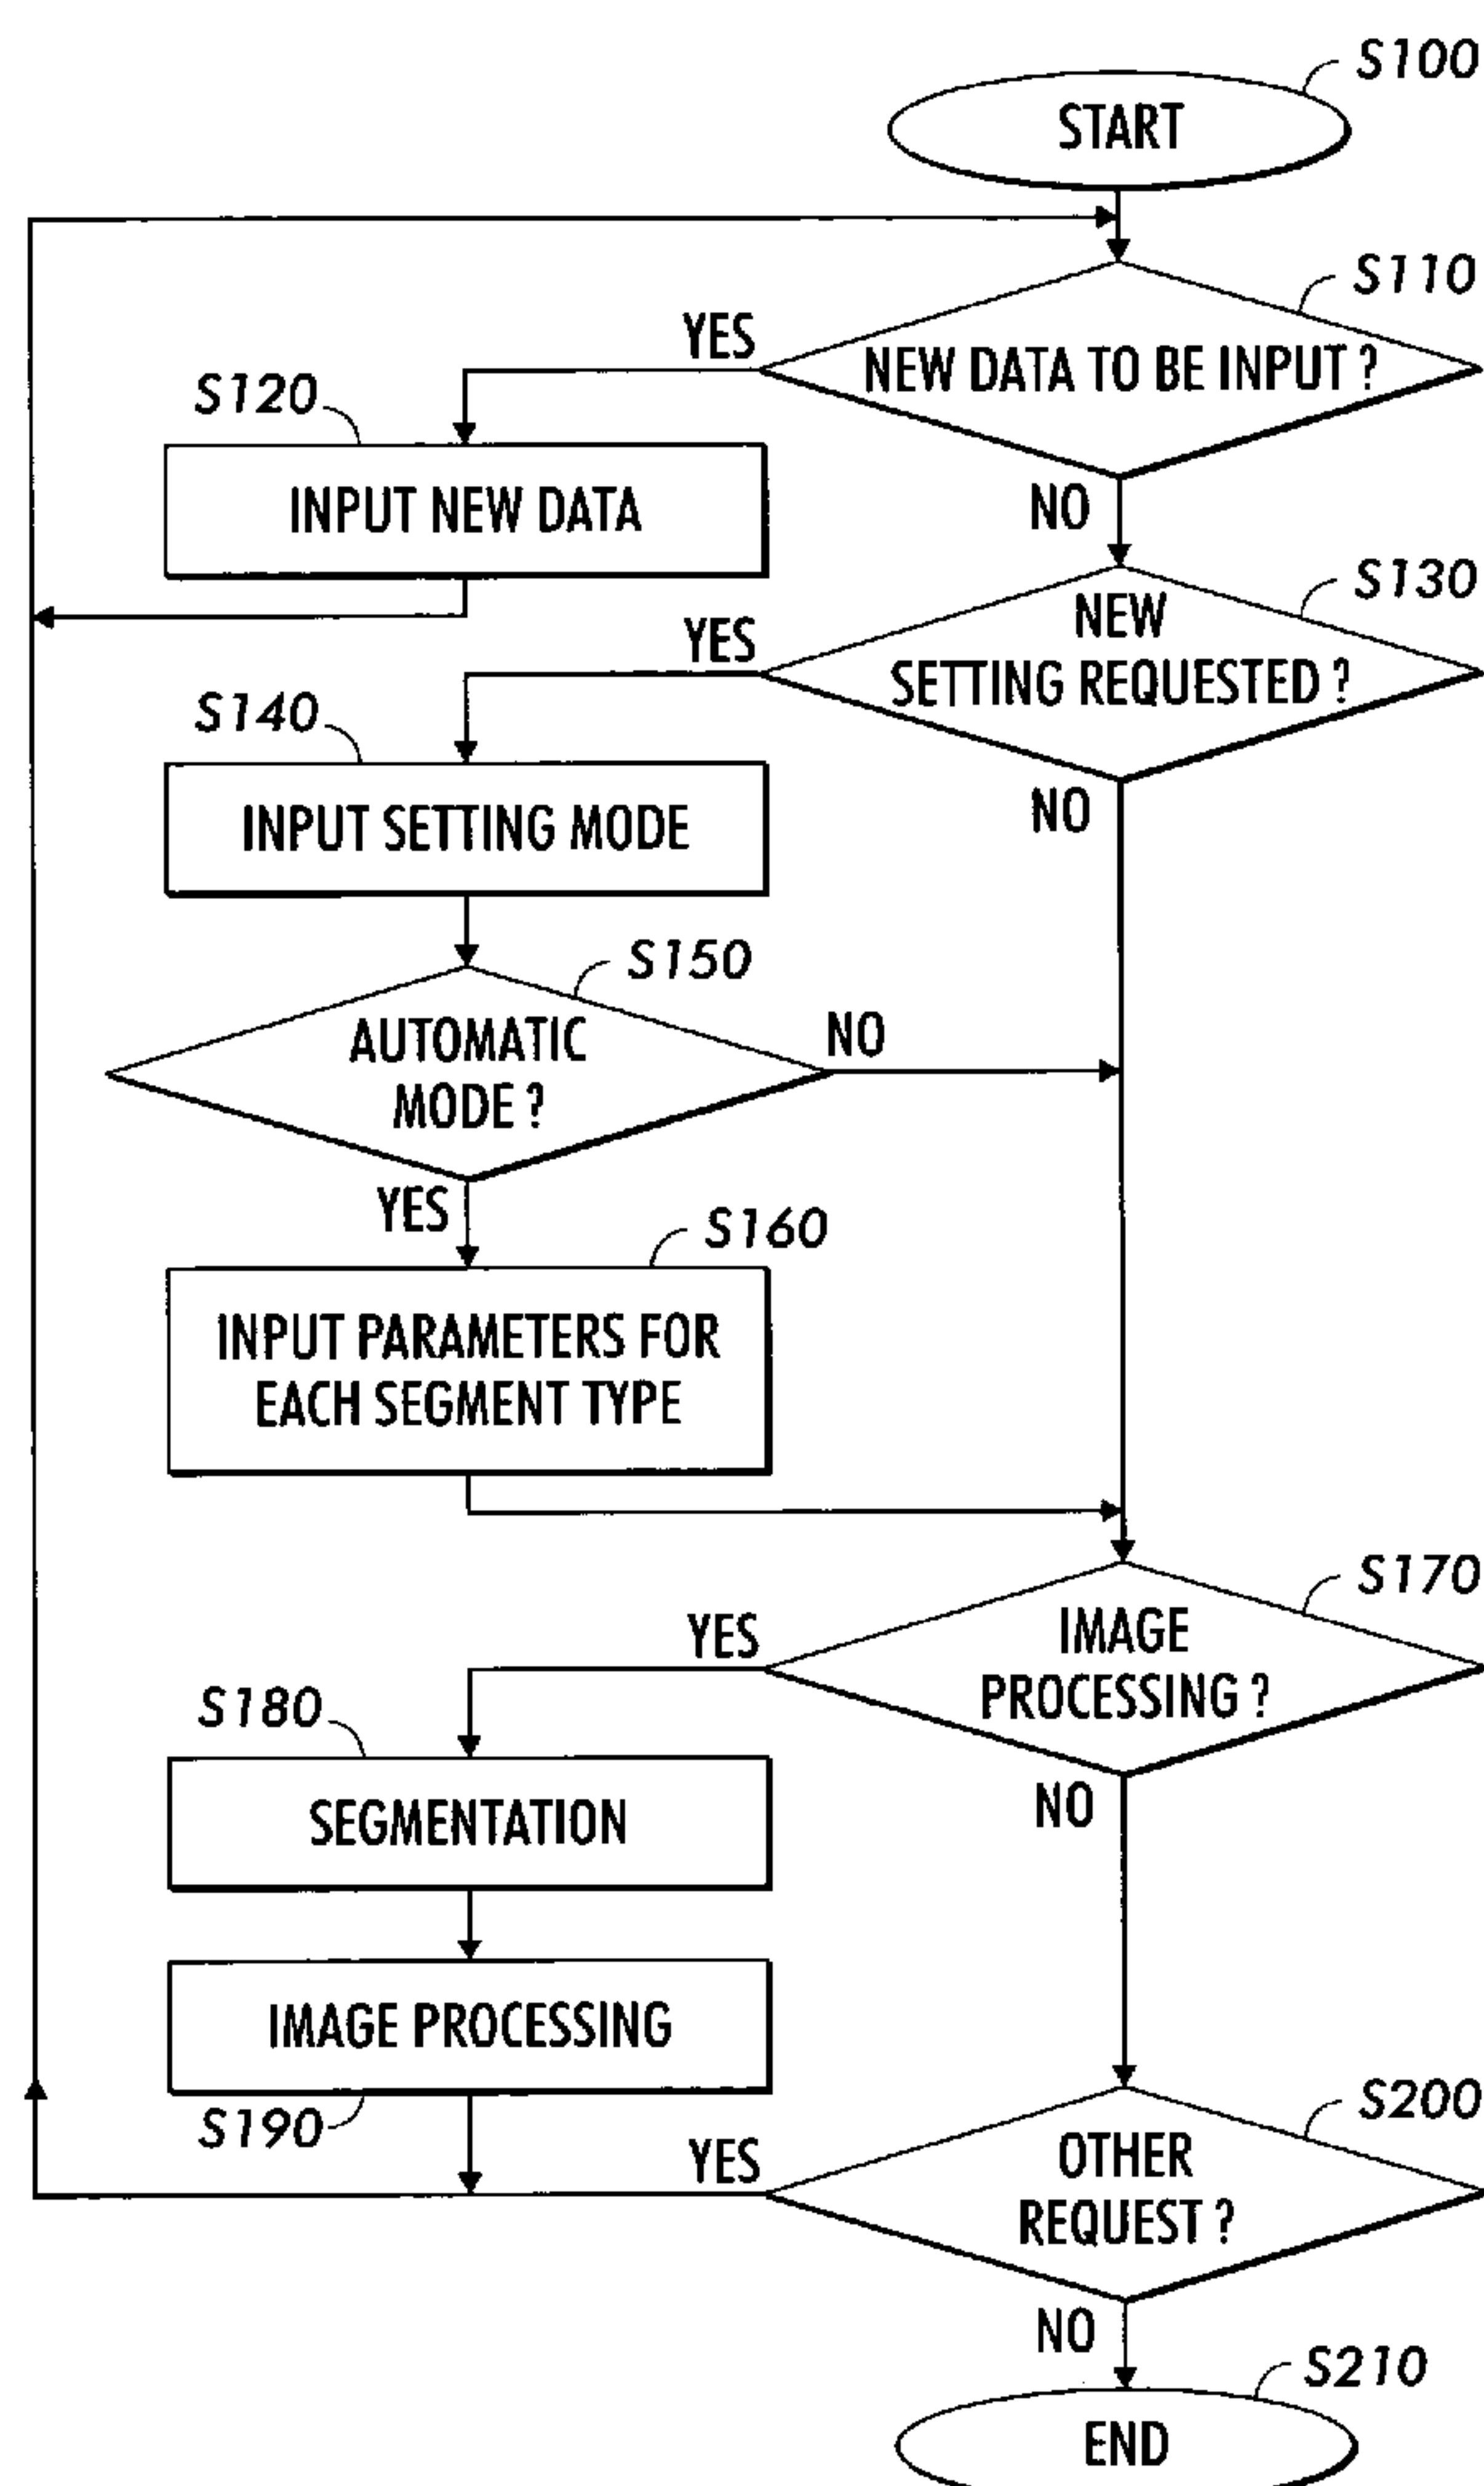 S100
START
S110
YES
NEW DATA TO BE INPUT ?
S120
INPUT NEW DATA
NO
S130
YES
NEW
SETTING REQUESTED ?
S140
INPUT SETTING MODE
NO
S150
AUTOMATIC
MODE ?
NO
YES
S160
INPUT PARAMETERS FOR
EACH SEGMENT TYPE
S170
YES
IMAGE
PROCESSING ?
S180
SEGMENTATION
NO
IMAGE PROCESSING
S190
S200
YES
OTHER
REQUEST ?
NO
S210
END